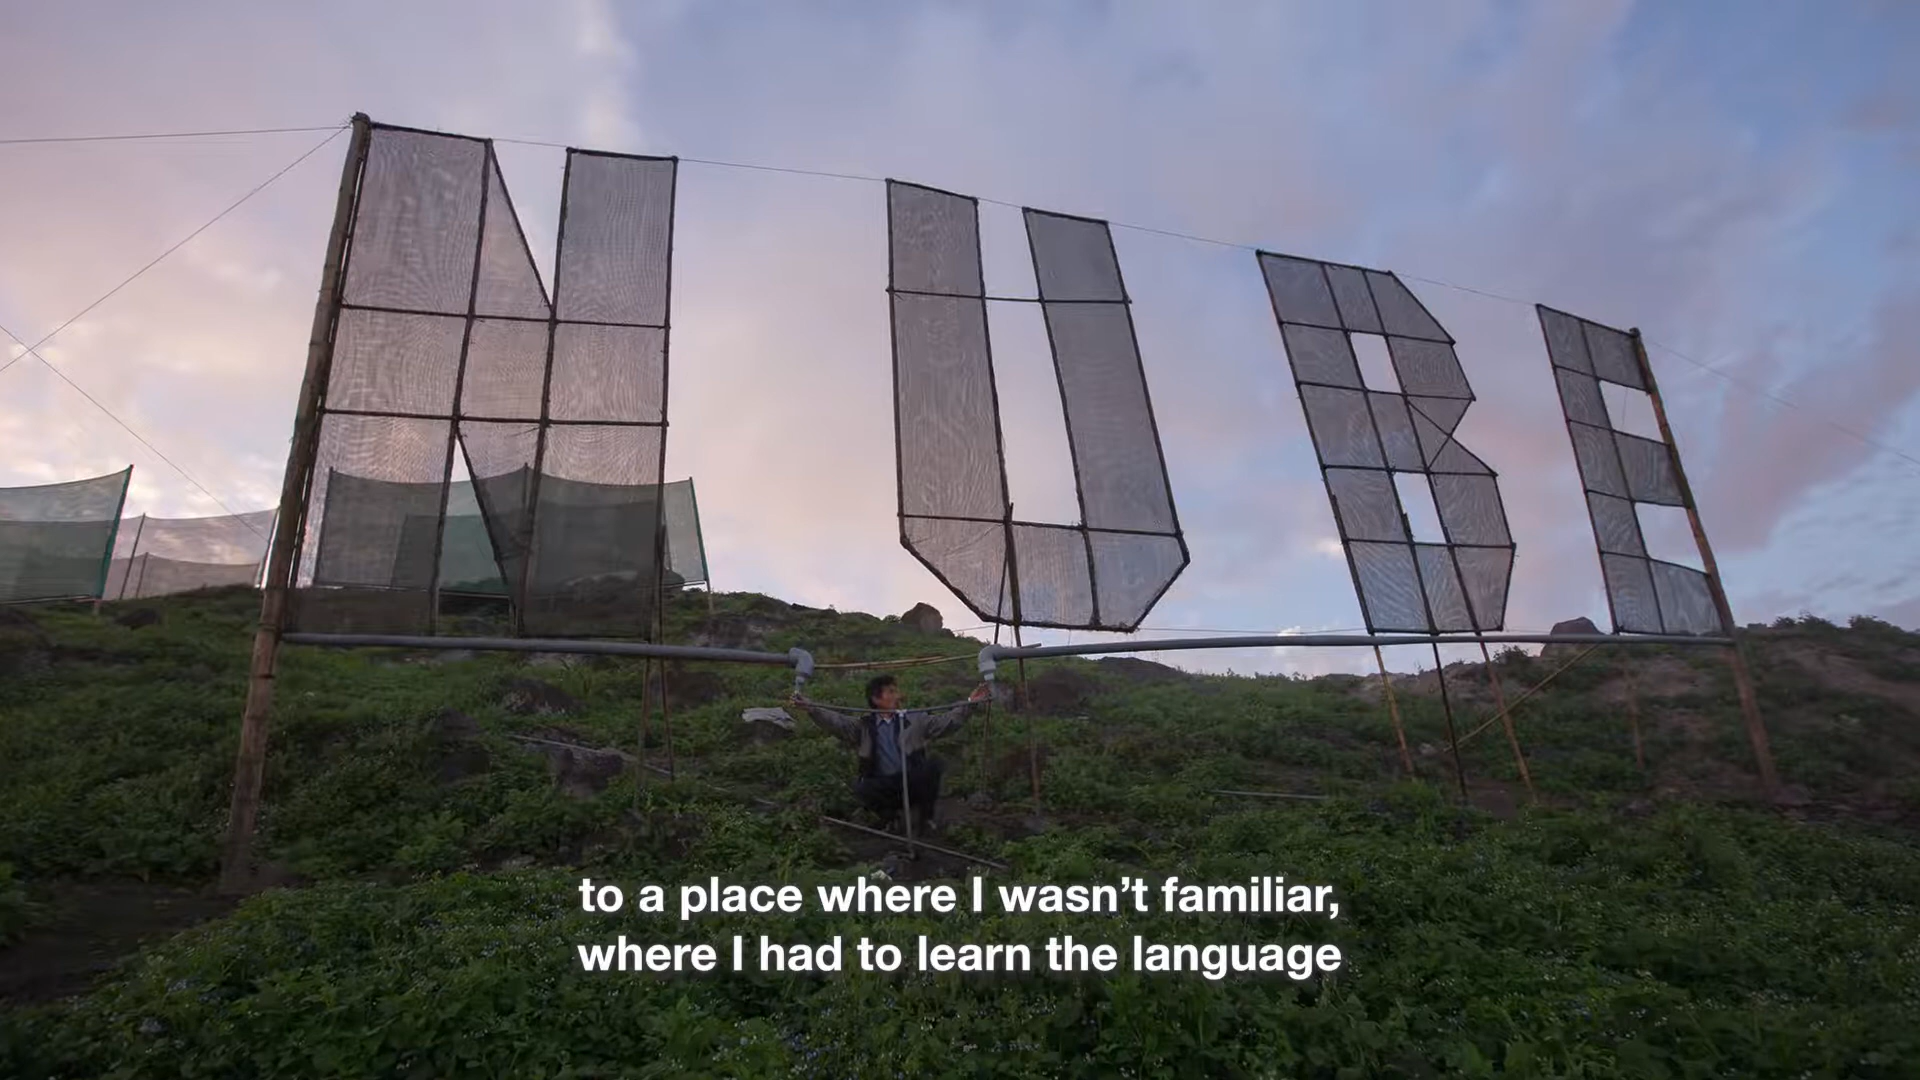 NUBE
to a place where I wasn't familiar,
where I had to learn the language